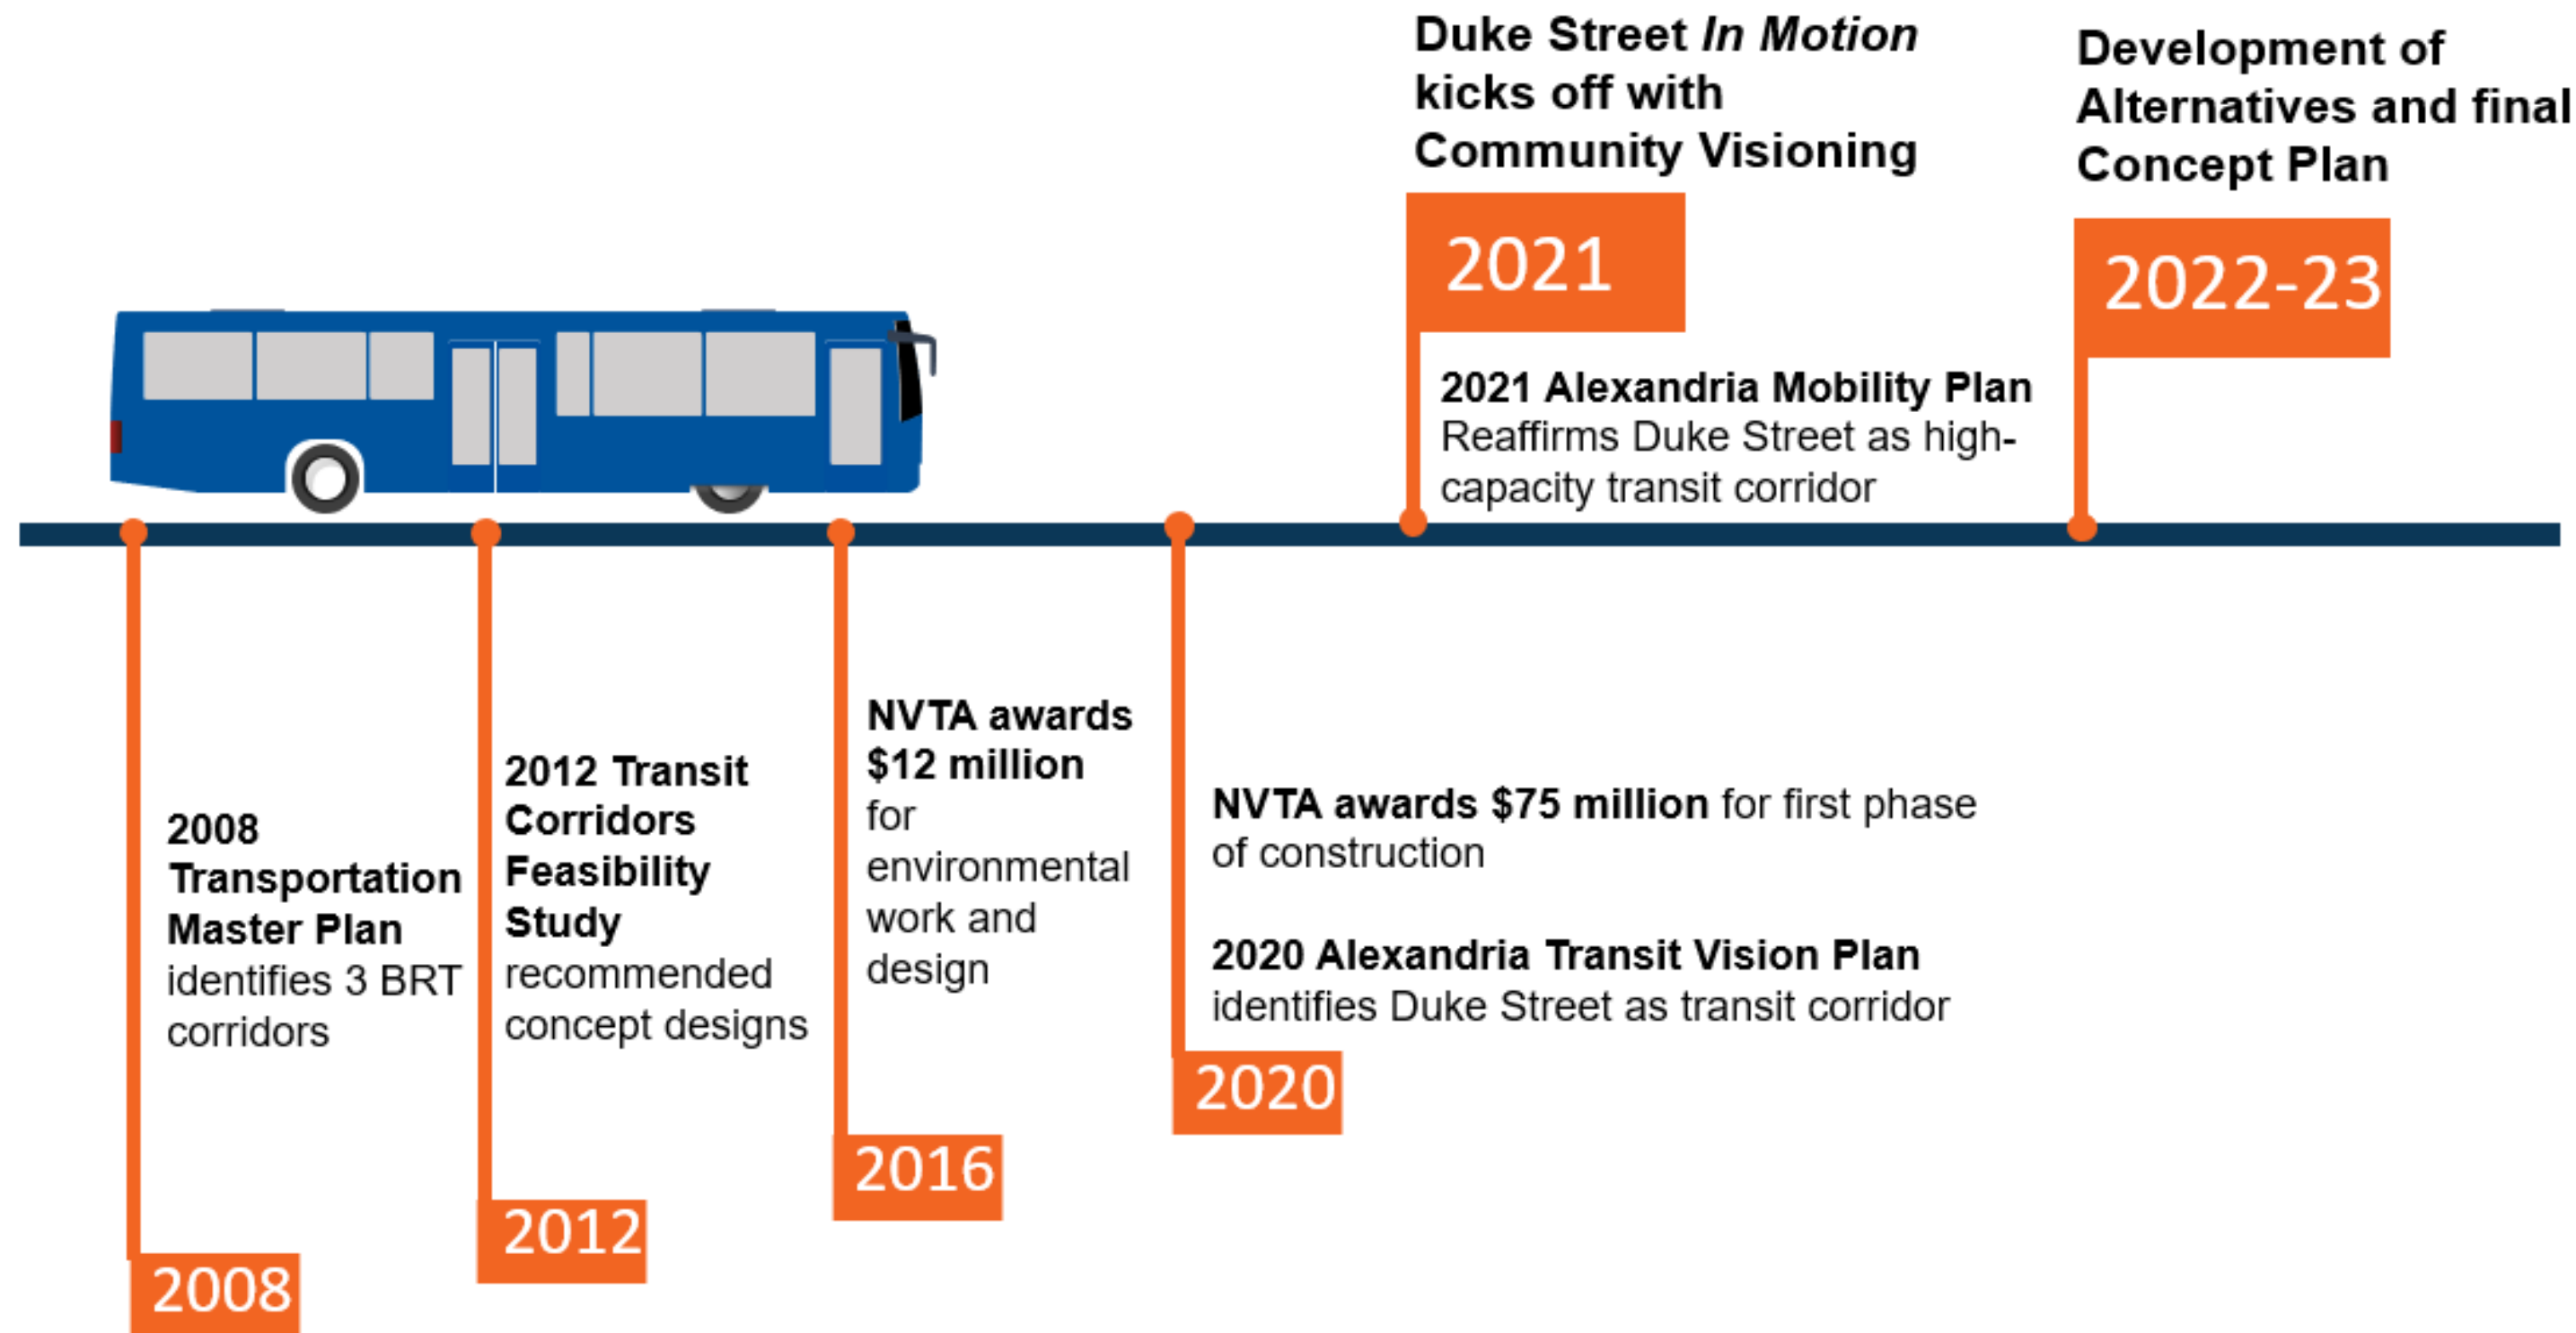 Duke Street In Motion
kicks off with
Community Visioning
Development of
Alternatives and final
Concept Plan
2021
2022-23
2021 Alexandria Mobility Plan
Reaffirms Duke Street as high-
capacity transit corridor
2008
Transportation
Master Plan
identifies 3 BRT
corridors
2008
2012 Transit
Corridors
Feasibility
Study
recommended
concept designs
2012
NVTA awards
$12 million
for
environmental
work and
design
2016
NVTA awards $75 million for first phase
of construction
2020 Alexandria Transit Vision Plan
identifies Duke Street as transit corridor
2020